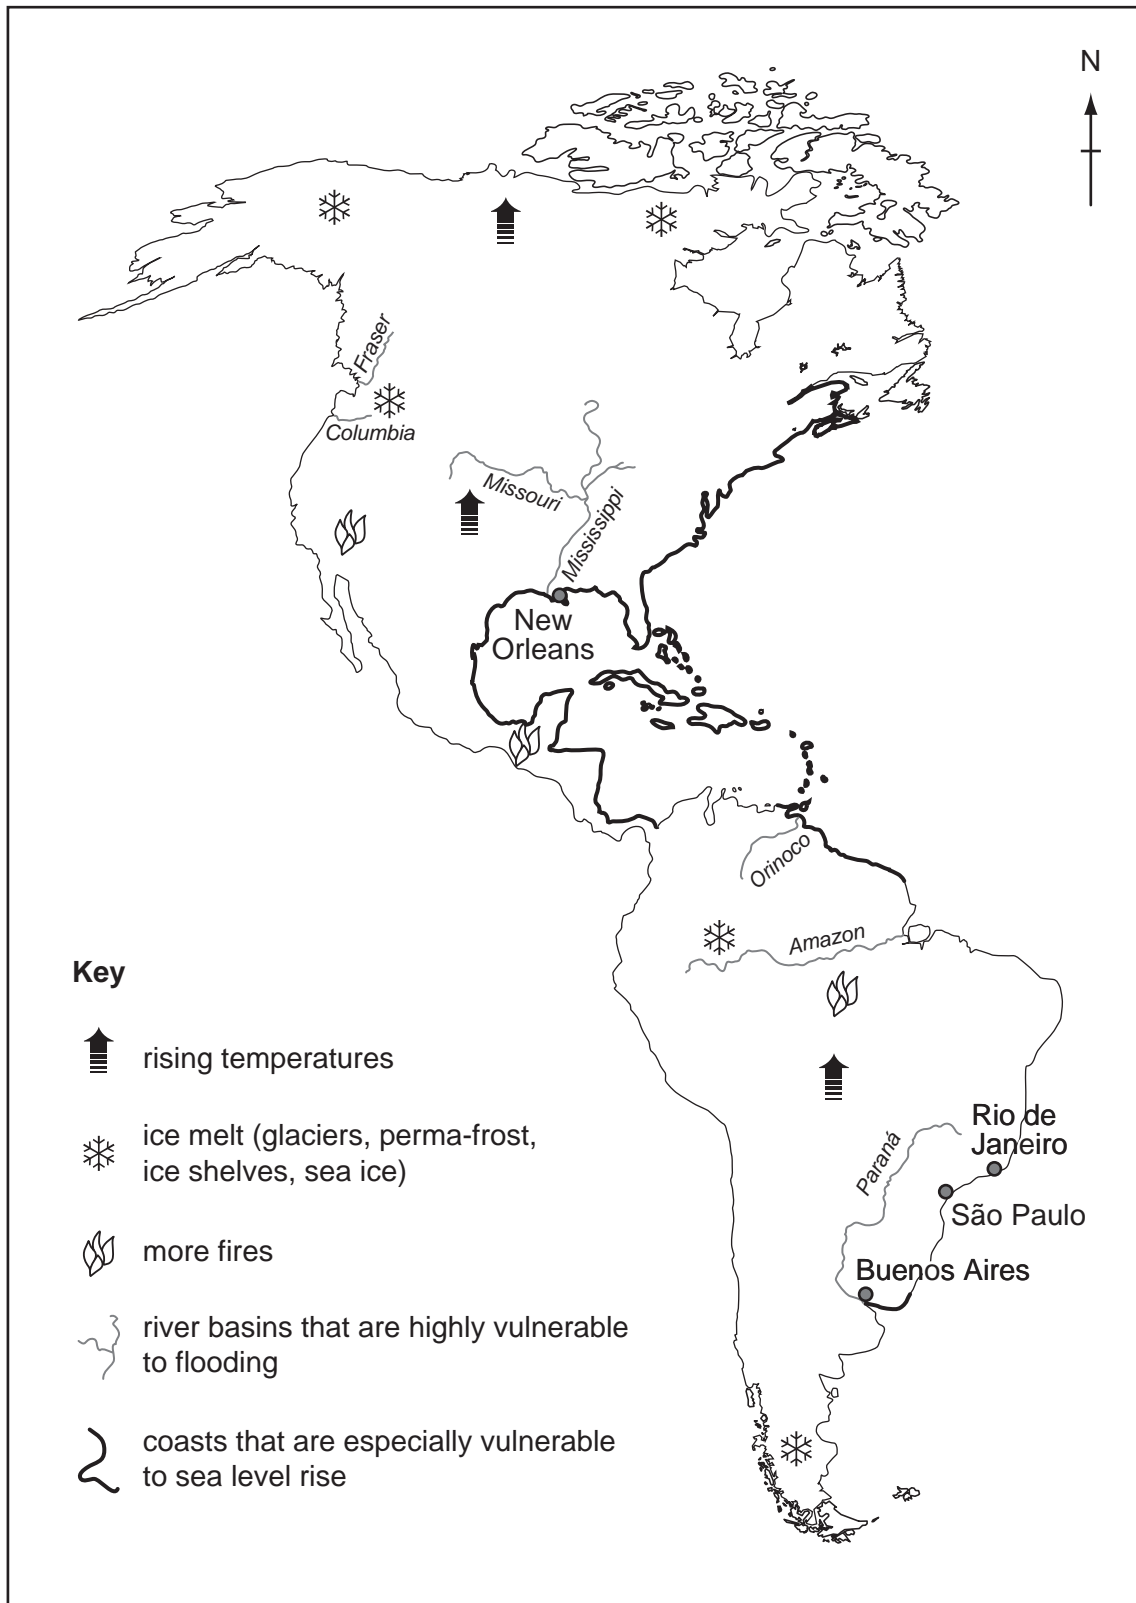 N
Fraser
Columbia
Missouri
Mississippi
New
Orleans
Orinoco
Amazon
Key
rising temperatures
ice melt (glaciers, perma-frost,
ice shelves, sea ice)
more fires
river basins that are highly vulnerable
to flooding
coasts that are especially vulnerable
to sea level rise
Rio de
Janeiro
Paraná
São Paulo
Buenos Aires